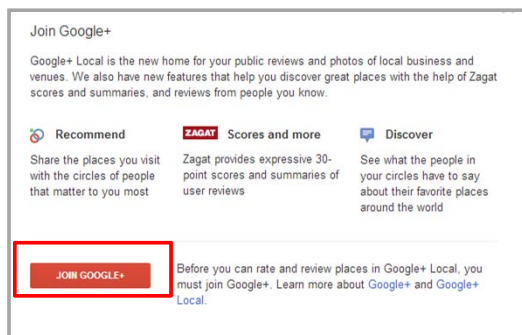 Join Google+
Google+ Local is the new home for your public reviews and photos of local business and
venues. We also have new features that help you discover great places with the help of Zagat
scores and summaries, and reviews from people you know.
Recommend
Share the places you visit
with the circles of people
that matter to you most
ZAGAT Scores and more
Zagat provides expressive 30-
point scores and summaries of
user reviews
Discover
See what the people in
your circles have to say
about their favorite places
around the world
JOIN GOOGLE+
Before you can rate and review places in Google+ Local, you
must join Google+. Learn more about Google+ and Google+
Local.